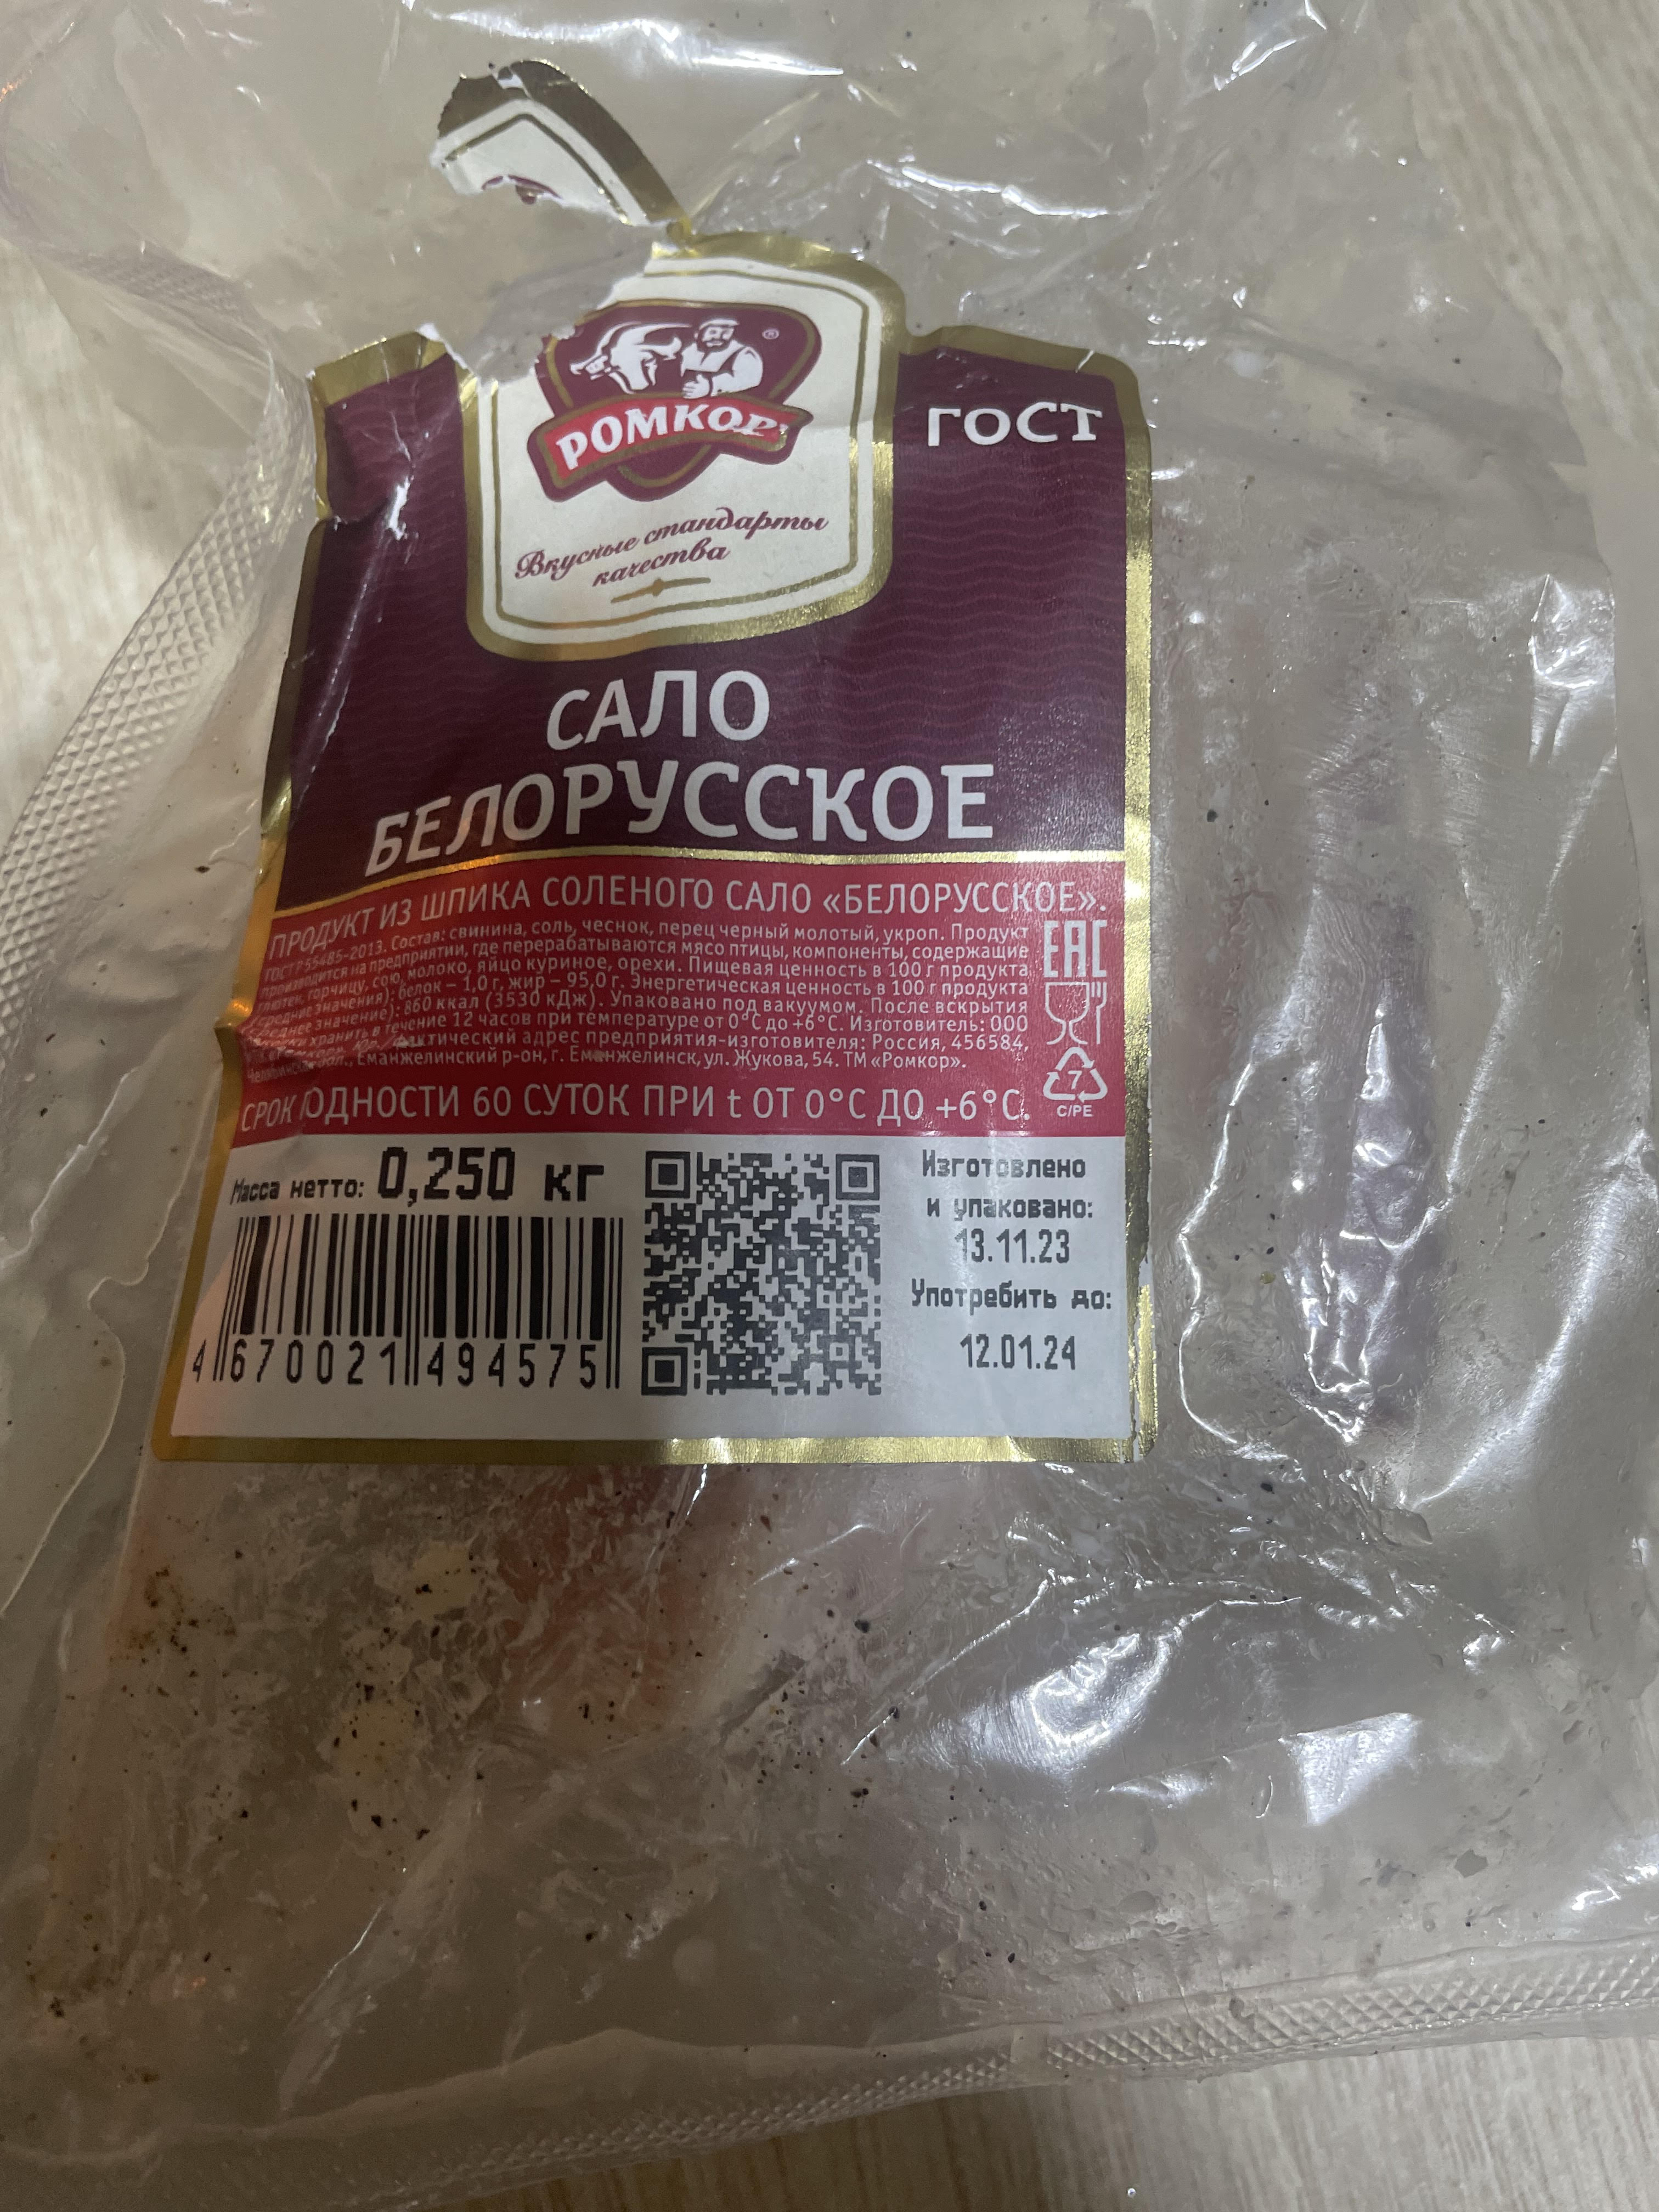 ®
РОМКОР
ГОСТ
Вкусные стандарты
качества
САЛО
БЕЛОРУССКОЕ
ПРОДУКТ ИЗ ШПИКА СОЛЕНОГО САЛО «БЕЛОРУССКОЕ».
ГОСТ Р 55485-2013. Состав: свинина, соль, чеснок, перец черный молотый, укроп. Продукт
производится на предприятии, где перерабатываются мясо птицы, компоненты, содержащие
глютен, горчицу, сою, молоко, яйцо куриное, орехи. Пищевая ценность в 100 г продукта
(средние значения): белок – 1,0 г, жир – 95,0 г. Энергетическая ценность в 100 г продукта
(среднее значение): 860 ккал (3530 кДж). Упаковано под вакуумом. После вскрытия
хранить в течение 12 часов при температуре от 0°С до +6°С. Изготовитель: ООО
адрес предприятия-изготовителя: Россия, 456584,
Еманжелинский р-он, г. Еманжелинск, ул. Жукова, 54. ТМ «Ромкор».
ЕАС
7
C/PE
СРОК ГОДНОСТИ 60 СУТОК ПРИ t ОТ 0°С ДО +6°С.
Масса нетто: 0,250 кг
4 670021 494575
Изготовлено
и упаковано:
13.11.23
Употребить до:
12.01.24